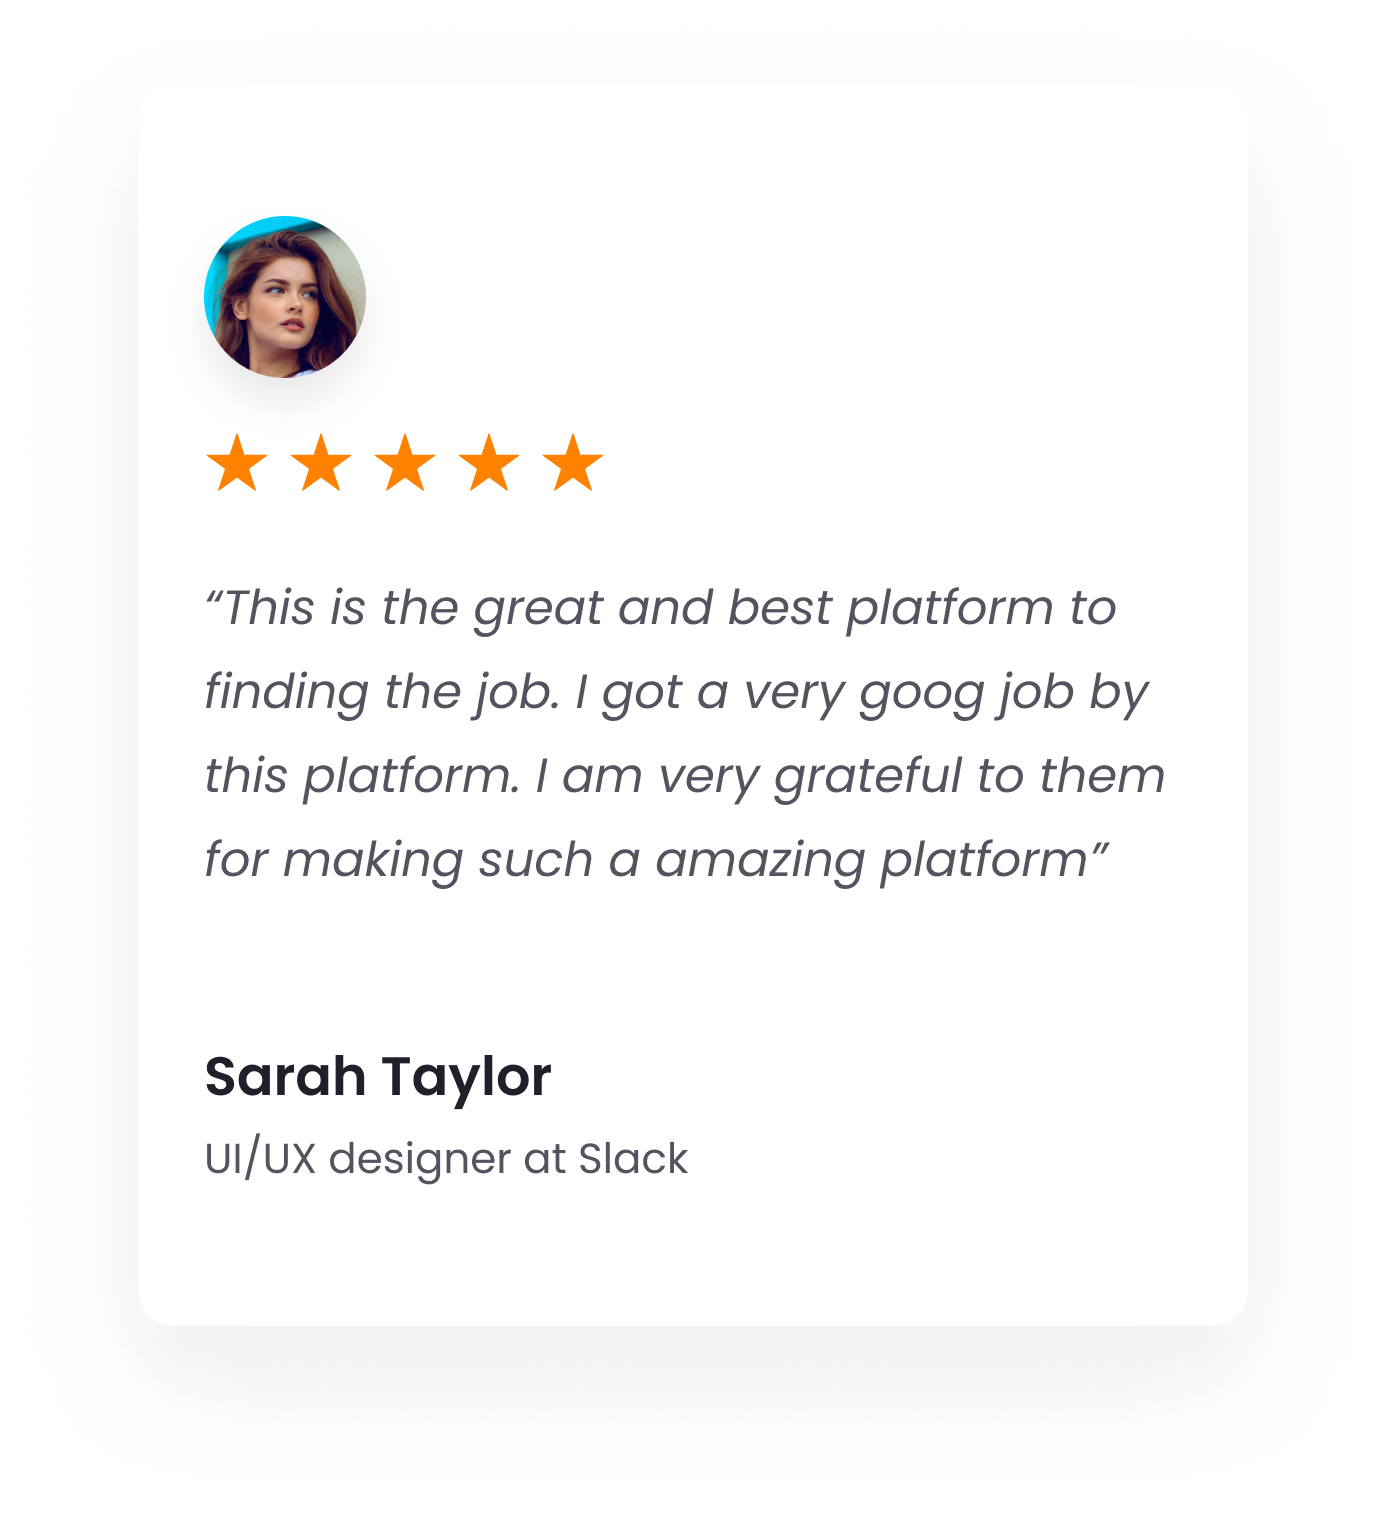 “This is the great and best platform to
finding the job. I got a very goog job by
this platform. I am very grateful to them
for making such a amazing platform”
Sarah Taylor
UI/UX designer at Slack